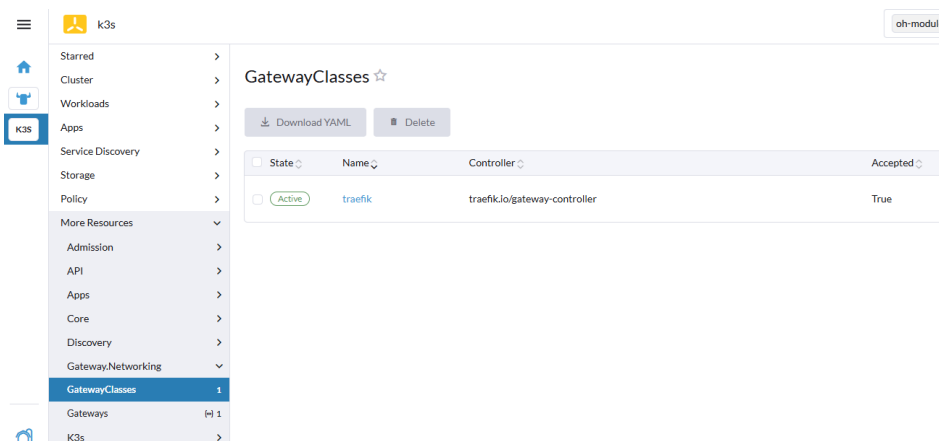 k3s
oh-modul
Starred
Cluster
Workloads
K3S
Apps
Service Discovery
Storage
Policy
More Resources
Admission
API
Apps
Core
Discovery
Gateway.Networking
GatewayClasses 1
Gateways 1
K3s
GatewayClasses
Download YAML Delete
State Name Controller Accepted
Active traefik traefik.io/gateway-controller True